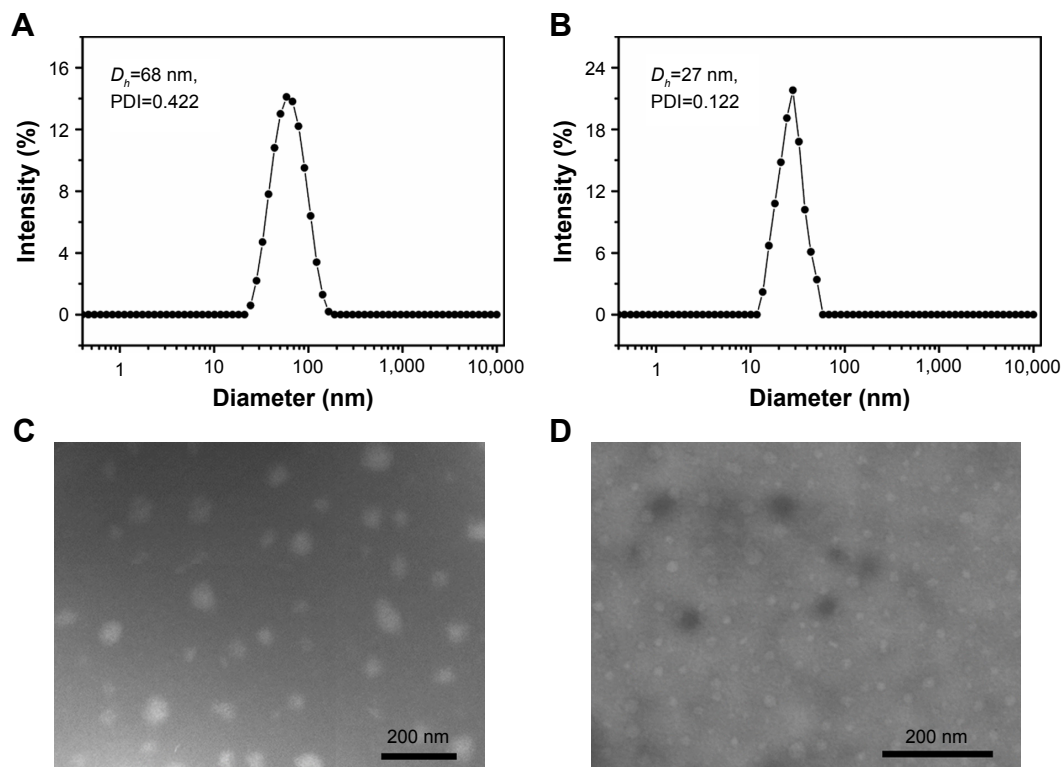 A
16
12
8
4
0
Intensity (%)
Dh=68 nm,
PDI=0.422
1
10
100
1,000
10,000
Diameter (nm)
B
24
18
12
6
0
Intensity (%)
Dh=27 nm,
PDI=0.122
1
10
100
1,000
10,000
Diameter (nm)
C
200 nm
D
200 nm